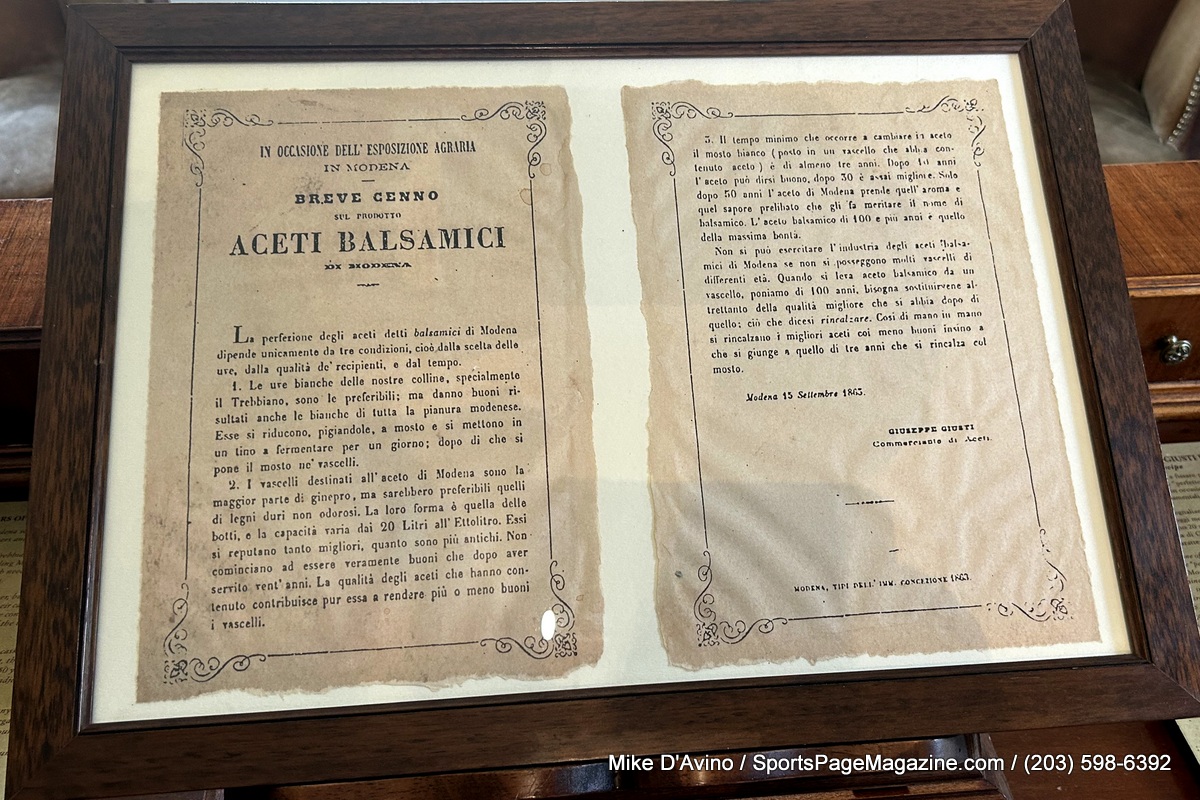 IN OCCASIONE DELL' ESPOSIZIONE AGRARIA
IN MODENA
BREVE CENNO
SUL PRODOTTO
ACETI BALSAMICI
DI MODENA
La perfezione degli aceti detti balsamici di Modena
dipende unicamente da tre condizioni, cioè dalla scelta delle
uve, dalla qualità de' recipienti, e dal tempo.
1. Le uve bianche delle nostre colline, specialmente
il Trebbiano, sono le preferibili; ma danno buoni ri-
sultati anche le bianche di tutta la pianura modenese.
Esse si riducono, pigiandole, a mosto e si mettono in
un tino a fermentare per un giorno; dopo di che si
pone il mosto ne' vascelli.
2. I vascelli destinati all' aceto di Modena sono la
maggior parte di ginepro, ma sarebbero preferibili quelli
di legni duri non odorosi. La loro forma è quella delle
botti, e la capacità varia dai 20 Litri all' Ettolitro. Essi
si reputano tanto migliori, quanto sono più antichi. Non
cominciano ad essere veramente buoni che dopo aver
servito vent' anni. La qualità degli aceti che hanno con-
tenuto contribuisce pur essa a rendere più o meno buoni
i vascelli.
3. Il tempo minimo che occorre a cambiare in aceto
il mosto bianco (posto in un vascello che abbia con-
tenuto aceto) è di almeno tre anni. Dopo 10 anni
l' aceto può dirsi buono, dopo 30 è assai migliore. Solo
dopo 50 anni l' aceto di Modena prende quell' aroma e
quel sapore prelibato che gli fa meritare il nome di
balsamico. L' aceto balsamico di 100 e più anni è quello
della massima bontà.
Non si può esercitare l' industria degli aceti balsa-
mici di Modena se non si posseggono molti vascelli di
differenti età. Quando si leva aceto balsamico da un
vascello, poniamo di 100 anni, bisogna sostituirvene al-
trettanto della qualità migliore che si abbia dopo di
quello; ciò che dicesi rincalzare. Così di mano in mano
si rincalzano i migliori aceti coi meno buoni insino a
che si giunge a quello di tre anni che si rincalza col
mosto.
Modena 15 Settembre 1863.
GIUSEPPE GIUSTI
Commerciante di Aceti.
MODENA, TIPI DELL' IMM. CONCEZIONE 1863.
Mike D'Avino / SportsPageMagazine.com / (203) 598-6392